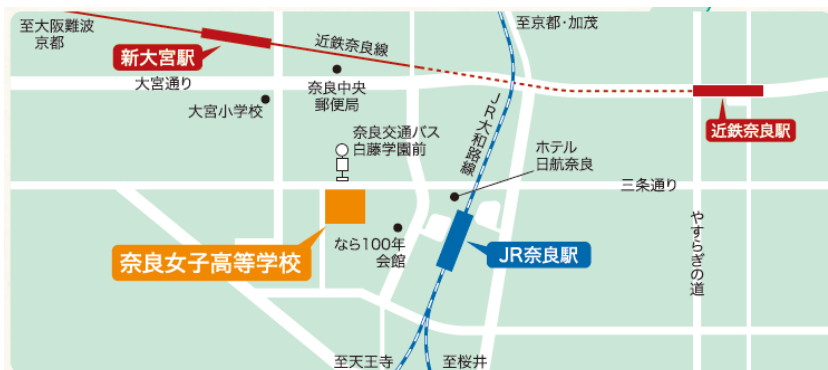 至大阪難波
京都
近鉄奈良線
至京都・加茂
新大宮駅
大宮通り
奈良中央
郵便局
大宮小学校
JR大和路線
近鉄奈良駅
奈良交通バス
白藤学園前
ホテル
日航奈良
三条通り
やすらぎの道
奈良女子高等学校
なら100年
会館
JR奈良駅
至天王寺
至桜井